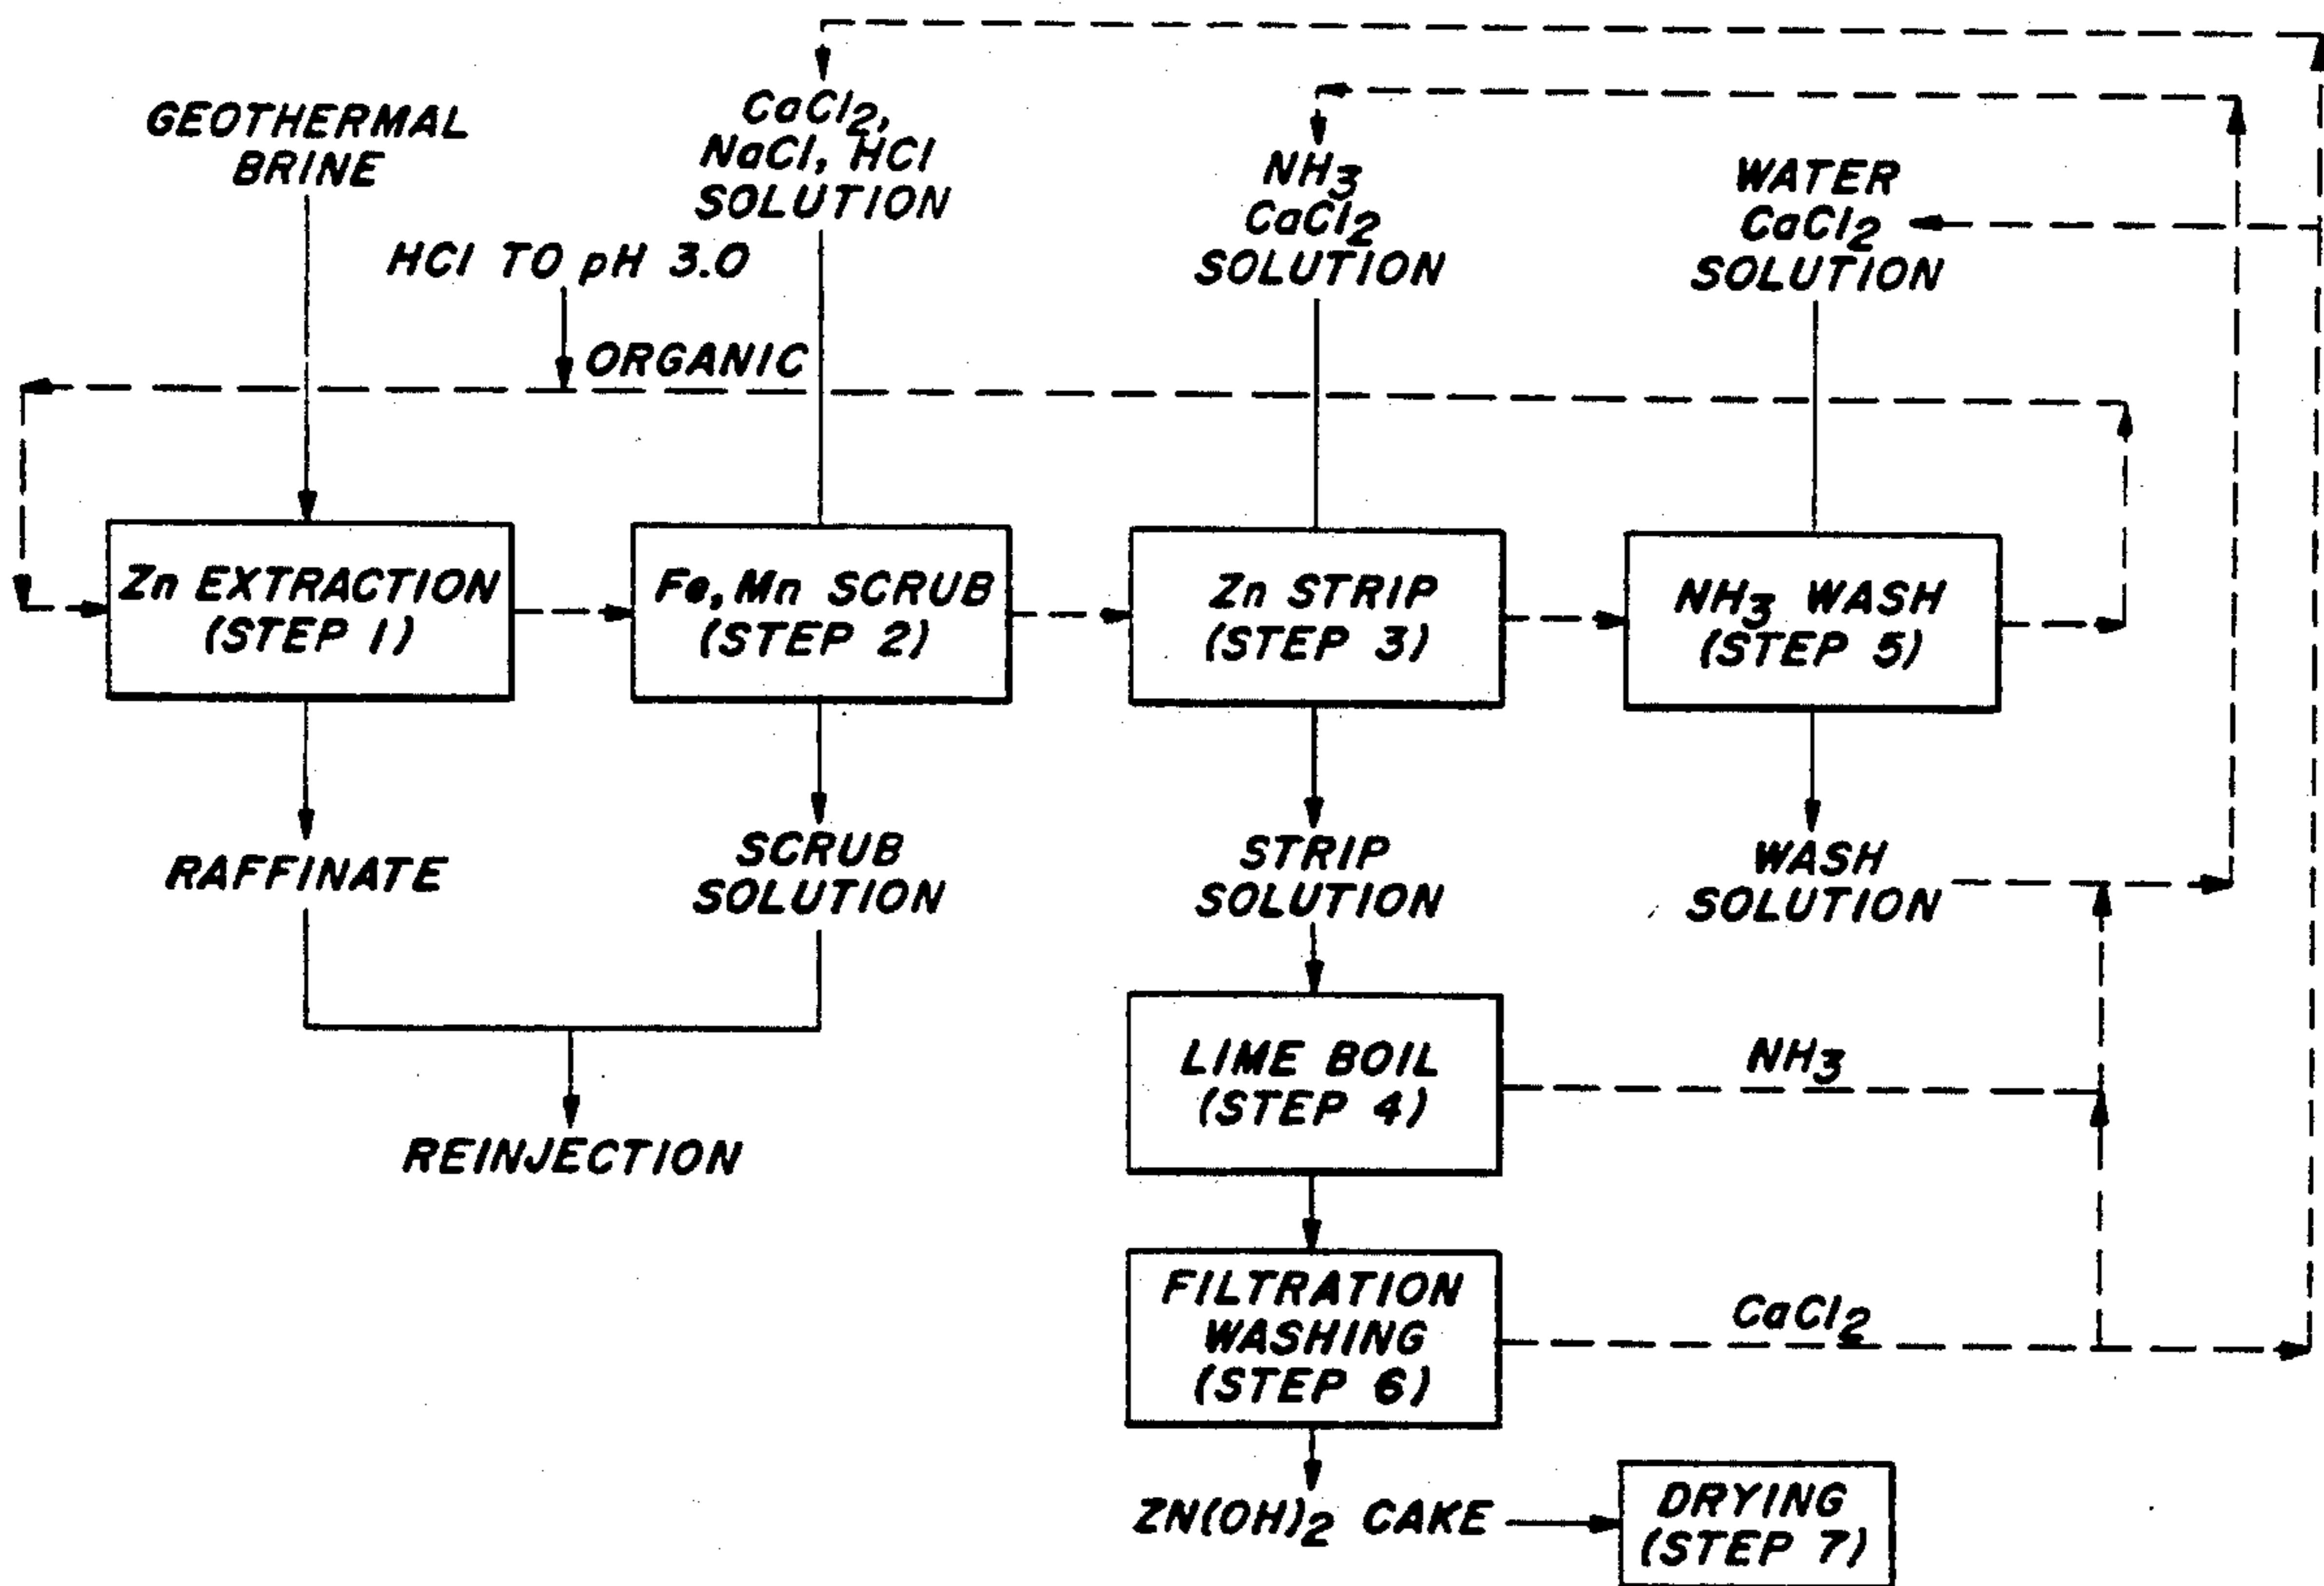 GEOTHERMAL
BRINE
CaCl2,
NaCl, HCl
SOLUTION
NH3
CaCl2
SOLUTION
WATER
CaCl2
SOLUTION
HCl TO pH 3.0
ORGANIC
Zn EXTRACTION
(STEP 1)
Fe, Mn SCRUB
(STEP 2)
Zn STRIP
(STEP 3)
NH3 WASH
(STEP 5)
RAFFINATE
SCRUB
SOLUTION
STRIP
SOLUTION
WASH
SOLUTION
LIME BOIL
(STEP 4)
NH3
REINJECTION
FILTRATION
WASHING
(STEP 6)
CaCl2
ZN(OH)2 CAKE
DRYING
(STEP 7)